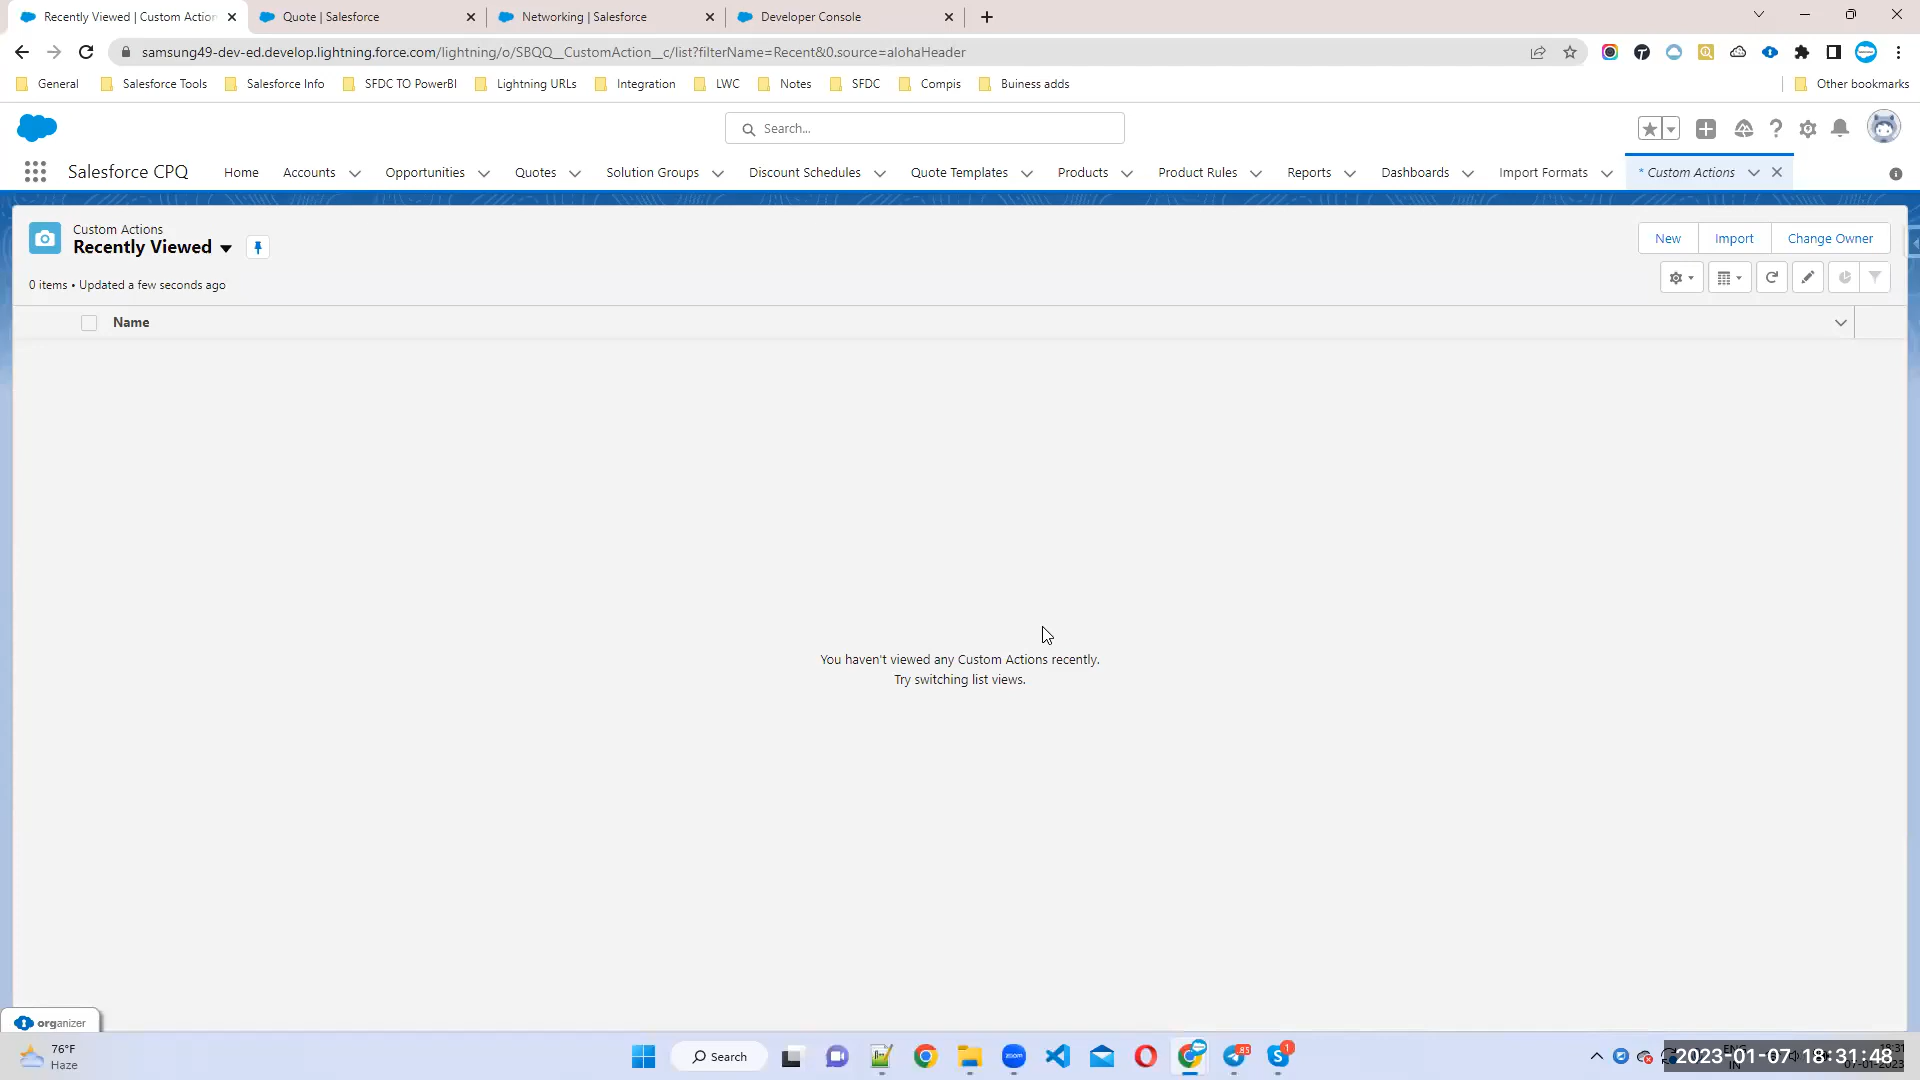 Recently Viewed | Custom Action
Quote | Salesforce
Networking | Salesforce
Developer Console
samsung49-dev-ed.develop.lightning.force.com/lightning/o/SBQQ__CustomAction__c/list?filterName=Recent&0.source=alohaHeader
General
Salesforce Tools
Salesforce Info
SFDC TO PowerBI
Lightning URLs
Integration
LWC
Notes
SFDC
Compis
Buiness adds
Other bookmarks
Search...
Salesforce CPQ
Home
Accounts
Opportunities
Quotes
Solution Groups
Discount Schedules
Quote Templates
Products
Product Rules
Reports
Dashboards
Import Formats
* Custom Actions
Custom Actions
Recently Viewed
New
Import
Change Owner
0 items • Updated a few seconds ago
Name
You haven't viewed any Custom Actions recently.
Try switching list views.
organizer
76°F
Haze
Search
zoom
85
1
2023-01-07 18:31:48